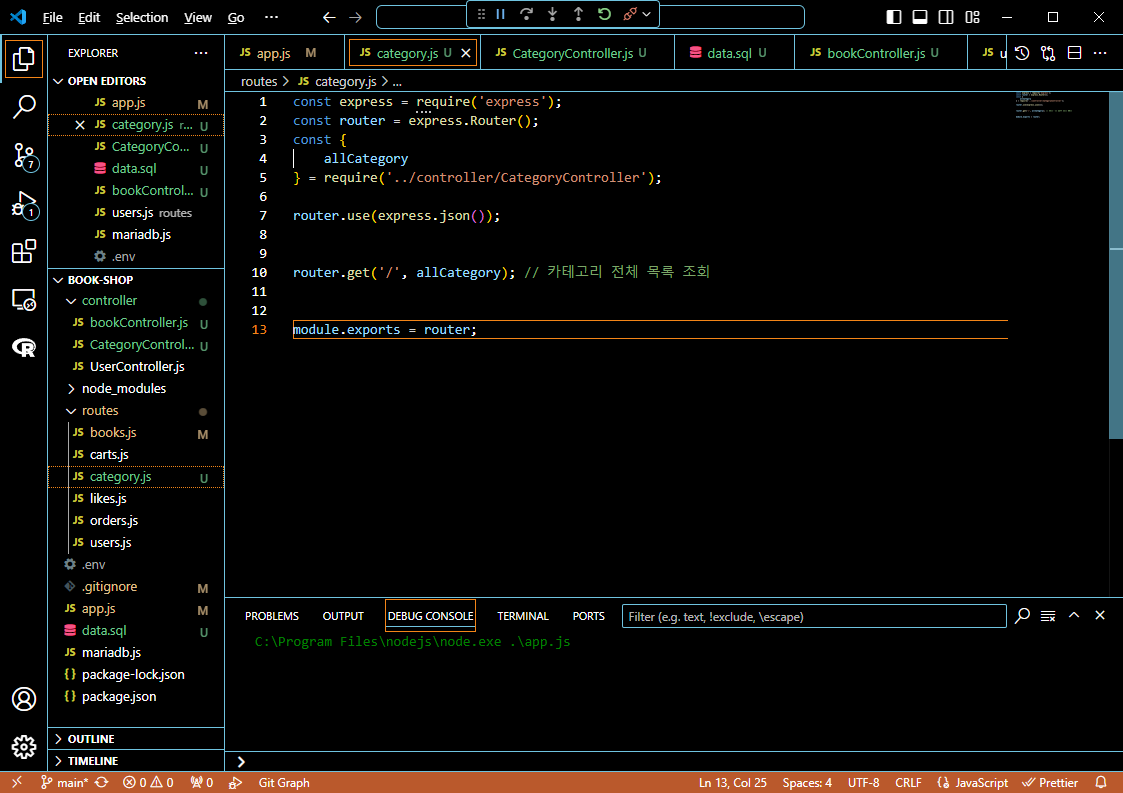 File Edit Selection View Go ...
EXPLORER ...
OPEN EDITORS
JS app.js M
JS category.js r... U
JS CategoryCo... U
data.sql U
JS bookControl... U
JS users.js routes
JS mariadb.js
.env
BOOK-SHOP
controller
JS bookController.js U
JS CategoryControl... U
JS UserController.js
node_modules
routes
JS books.js M
JS carts.js
JS category.js U
JS likes.js
JS orders.js
JS users.js
.env
.gitignore M
JS app.js M
data.sql U
JS mariadb.js
{} package-lock.json
{} package.json
OUTLINE
TIMELINE
7
1
JS app.js M JS category.js U JS CategoryController.js U data.sql U JS bookController.js U JS u
routes > JS category.js > ...
1 const express = require('express');
2 const router = express.Router();
3 const {
4 allCategory
5 } = require('../controller/CategoryController');
6
7 router.use(express.json());
8
9
10 router.get('/', allCategory); // 카테고리 전체 목록 조회
11
12
13 module.exports = router;
PROBLEMS OUTPUT DEBUG CONSOLE TERMINAL PORTS Filter (e.g. text, !exclude, \escape)
C:\Program Files\nodejs\node.exe .\app.js
main* 0 0 0 Git Graph Ln 13, Col 25 Spaces: 4 UTF-8 CRLF {} JavaScript Prettier